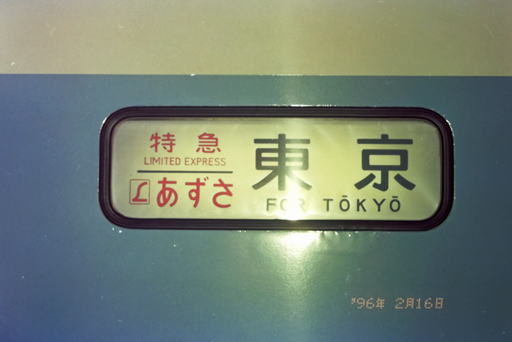 特急
LIMITED EXPRESS
L あずさ
東京
FOR TŌKYŌ
'96年 2月16日